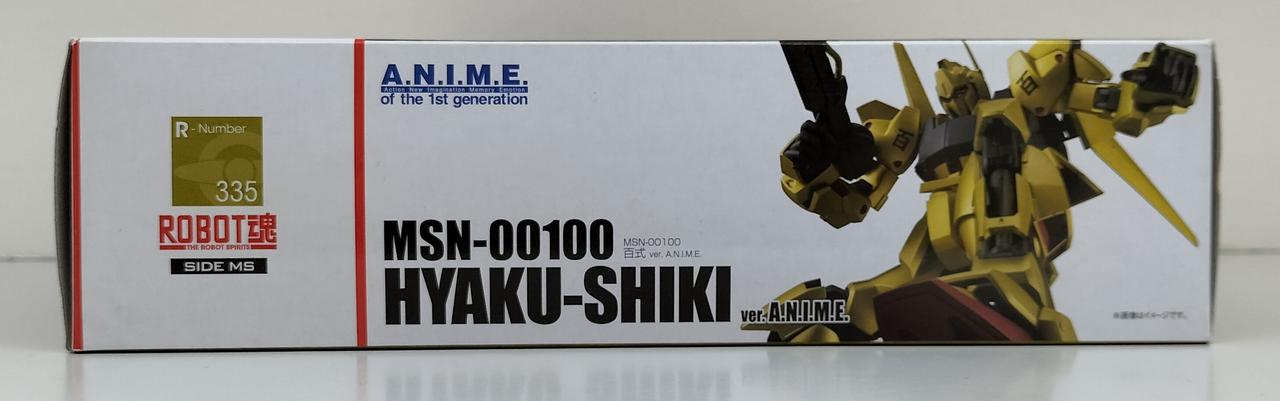 R - Number
335
ROBOT魂
THE ROBOT SPIRITS
SIDE MS
A.N.I.M.E.
Action New Imagination Memory Emotion
of the 1st generation
MSN-00100
MSN-00100
百式 ver. A.N.I.M.E.
HYAKU-SHIKI
ver. A.N.I.M.E.
百
百
※画像はイメージです。